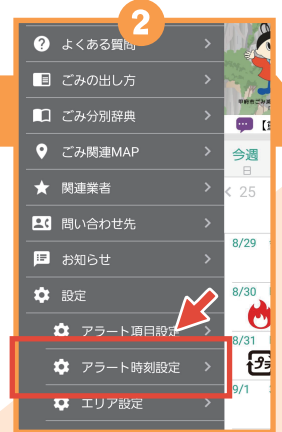 2
よくある質問
ごみの出し方
ごみ分別辞典
ごみ関連MAP
関連業者
問い合わせ先
お知らせ
設定
アラート項目設定
アラート時刻設定
エリア設定
今週
日
25
8/29
8/30
8/31
9/1